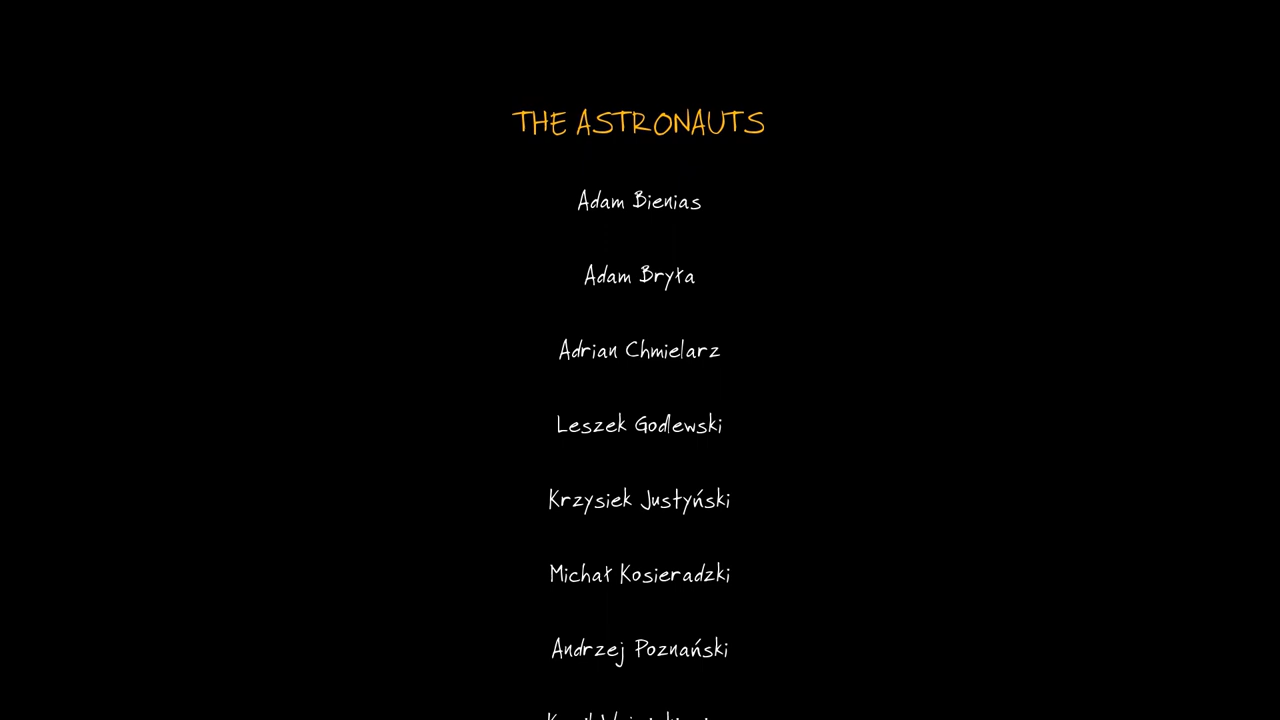 THE ASTRONAUTS
Adam Bienias
Adam Bryła
Adrian Chmielarz
Leszek Godlewski
Krzysiek Justyński
Michał Kosieradzki
Andrzej Poznański